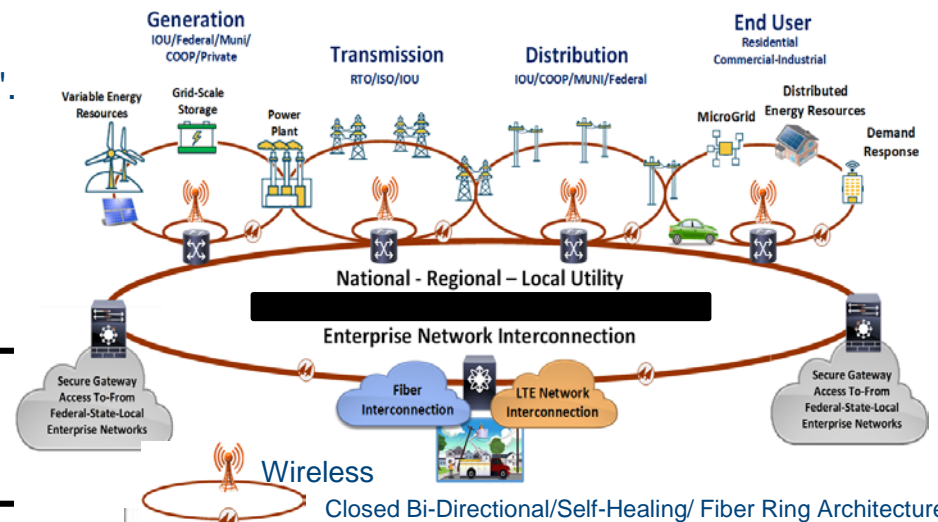 Generation
IOU/Federal/Muni/
COOP/Private
Transmission
RTO/ISO/IOU
Distribution
IOU/COOP/MUNI/Federal
End User
Residential
Commercial-Industrial
".
Variable Energy
Resources
Grid-Scale
Storage
Power
Plant
MicroGrid
Distributed
Energy Resources
Demand
Response
National - Regional – Local Utility
Enterprise Network Interconnection
Secure Gateway
Access To-From
Federal-State-Local
Enterprise Networks
Fiber
Interconnection
LTE Network
Interconnection
Secure Gateway
Access To-From
Federal-State-Local
Enterprise Networks
Wireless
Closed Bi-Directional/Self-Healing/ Fiber Ring Architecture